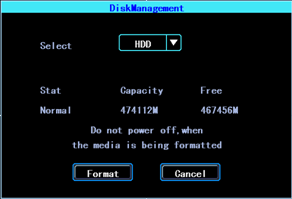 DiskManagement
Select HDD
Stat Capacity Free
Normal 474112M 467456M
Do not power off,when
the media is being formatted
Format Cancel